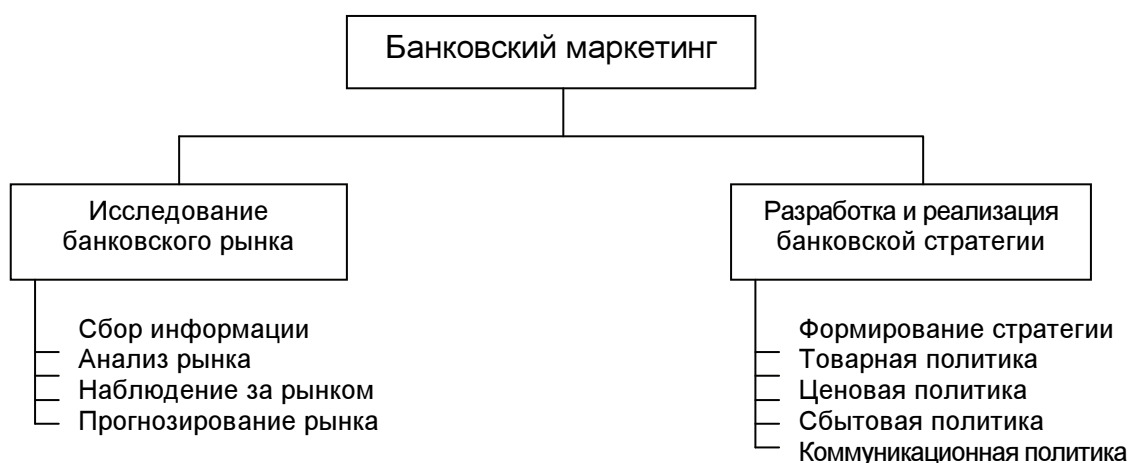 Банковский маркетинг
Исследование
банковского рынка
Сбор информации
Анализ рынка
Наблюдение за рынком
Прогнозирование рынка
Разработка и реализация
банковской стратегии
Формирование стратегии
Товарная политика
Ценовая политика
Сбытовая политика
Коммуникационная политика